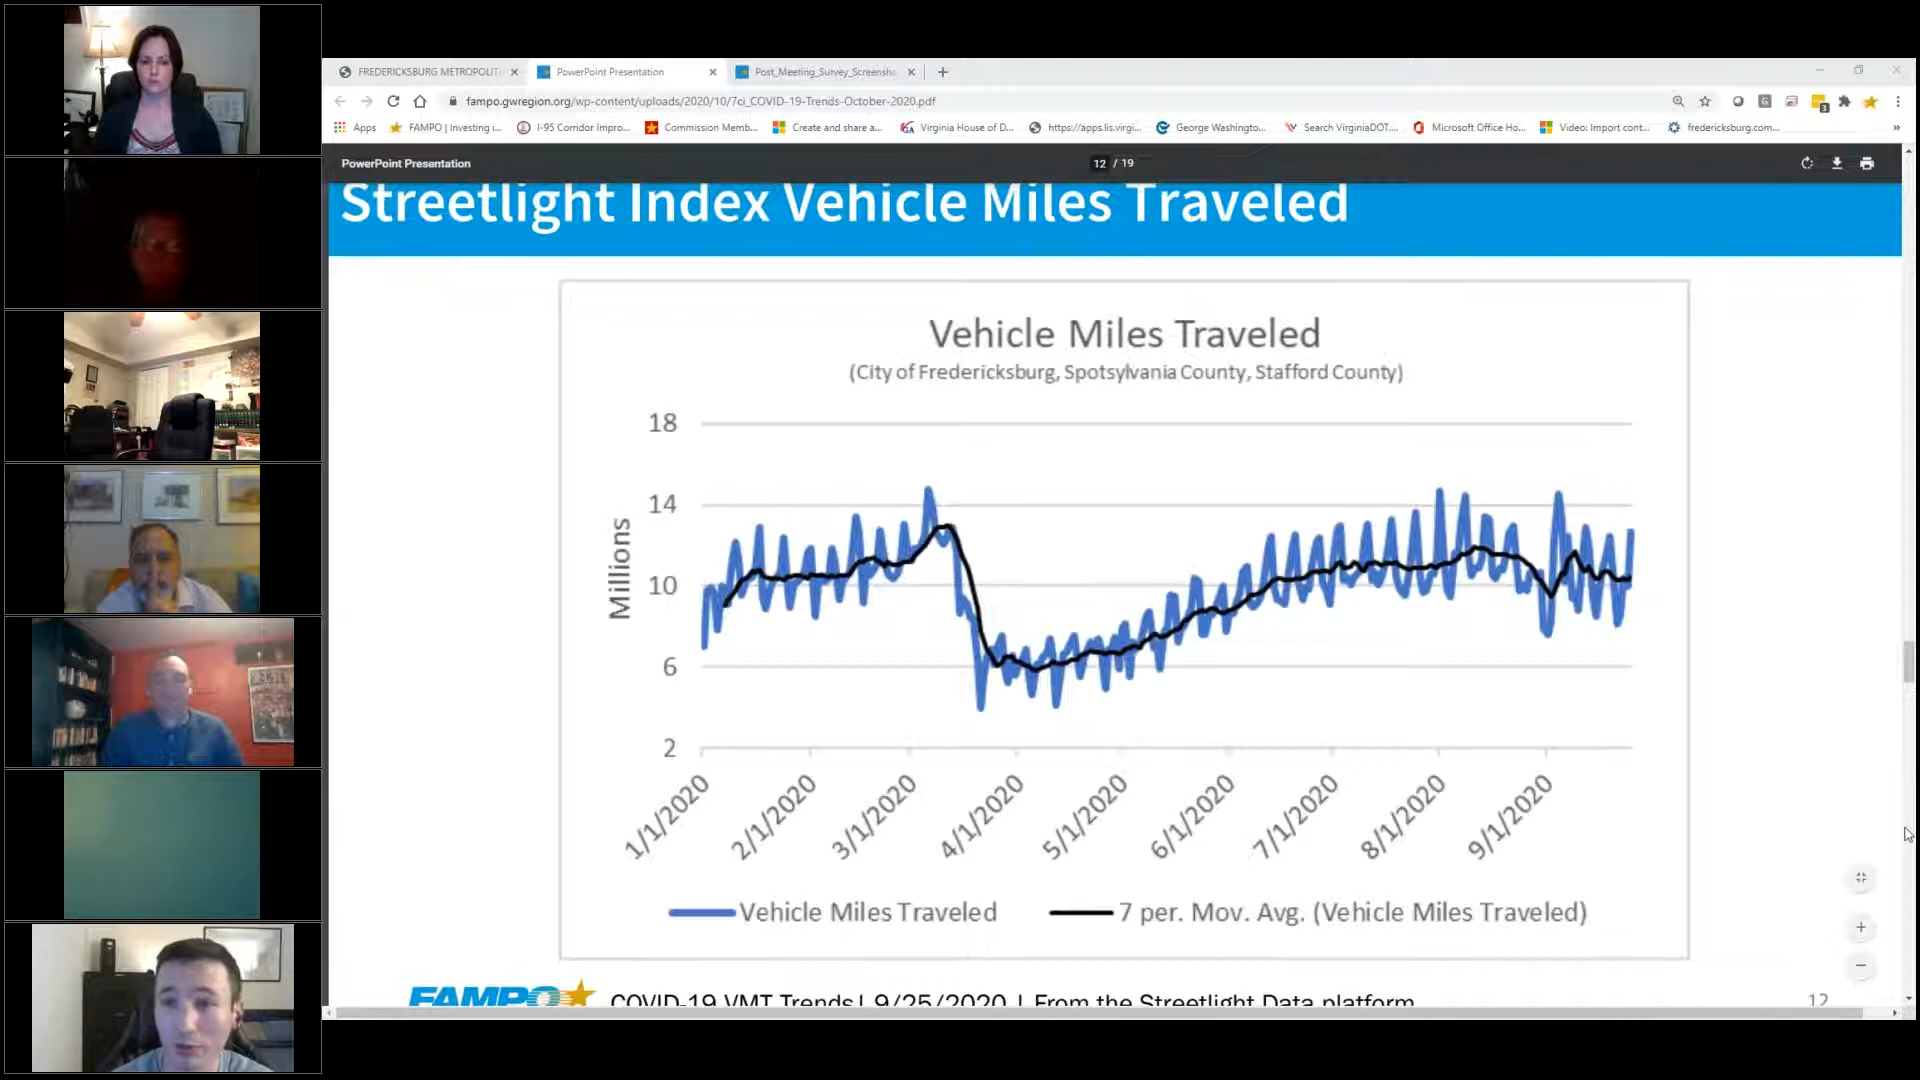 FREDERICKSBURG METROPOLIT
PowerPoint Presentation
Post_Meeting_Survey_Screensh
fampo.gwregion.org/wp-content/uploads/2020/10/7ci_COVID-19-Trends-October-2020.pdf
Apps
FAMPO | Investing i...
I-95 Corridor Impro...
Commission Memb...
Create and share a...
Virginia House of D...
https://apps.lis.virgi...
George Washingto...
Search VirginiaDOT....
Microsoft Office Ho...
Video: Import cont...
fredericksburg.com...
»
PowerPoint Presentation
12 / 19
Streetlight Index Vehicle Miles Traveled
Vehicle Miles Traveled
(City of Fredericksburg, Spotsylvania County, Stafford County)
Millions
18
14
10
6
2
1/1/2020
2/1/2020
3/1/2020
4/1/2020
5/1/2020
6/1/2020
7/1/2020
8/1/2020
9/1/2020
Vehicle Miles Traveled
7 per. Mov. Avg. (Vehicle Miles Traveled)
FAMPO
COVID-19 VMT Trends | 9/25/2020 | From the Streetlight Data platform
12